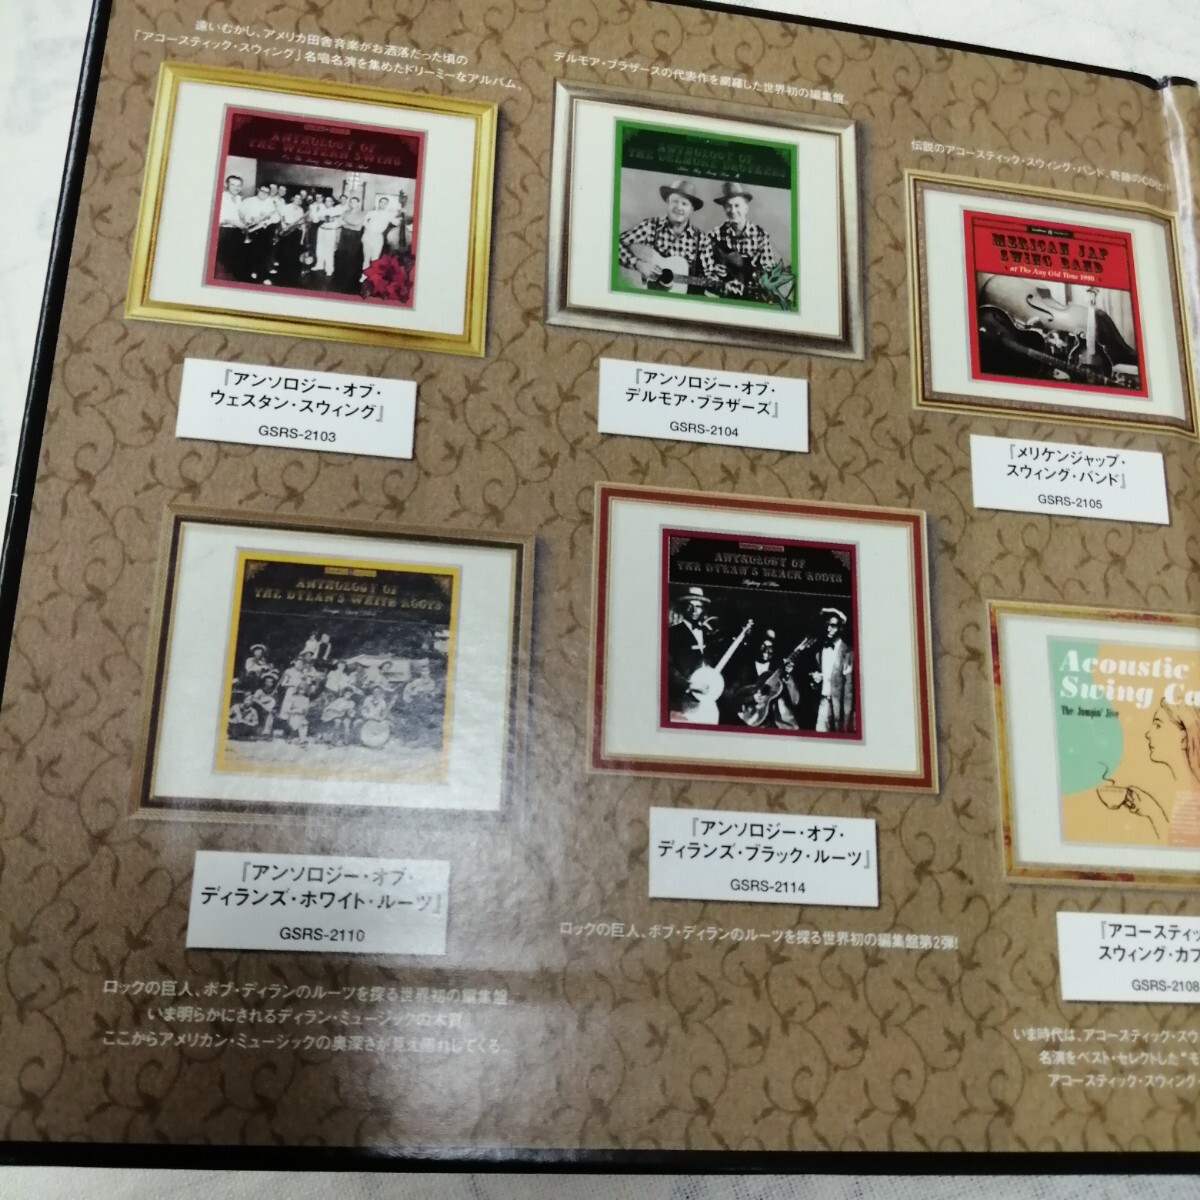 遠いむかし、アメリカ田舎音楽がお洒落だった頃の
「アコースティック・スウィング」名唱名演を集めたドリーミーなアルバム。
ANTHOLOGY OF
THE WESTERN SWING
『アンソロジー・オブ・
ウェスタン・スウィング』
GSRS-2103
デルモア・ブラザーズの代表作を網羅した世界初の編集盤。
ANTHOLOGY OF
THE DELMORE BROTHERS
『アンソロジー・オブ・
デルモア・ブラザーズ』
GSRS-2104
伝説のアコースティック・スウィング・バンド、奇跡のCD化!!
MERICAN JAP
SWING BAND
at The Any Old Time 1980
『メリケンジャップ・
スウィング・バンド』
GSRS-2105
ANTHOLOGY OF
THE DYLAN'S WHITE ROOTS
『アンソロジー・オブ・
ディランズ・ホワイト・ルーツ』
GSRS-2110
ロックの巨人、ボブ・ディランのルーツを探る世界初の編集盤。
いま明らかにされるディラン・ミュージックの本質
ここからアメリカン・ミュージックの奥深さが見え隠れしてくる。
ANTHOLOGY OF
THE DYLAN'S BLACK ROOTS
『アンソロジー・オブ・
ディランズ・ブラック・ルーツ』
GSRS-2114
ロックの巨人、ボブ・ディランのルーツを探る世界初の編集盤第2弾!
Acoustic
Swing Ca
The Jumpin' Jive
『アコースティッ
スウィング・カフ
GSRS-2108
いま時代は、アコースティック・スウ
名演をベスト・セレクトした"モ
アコースティック・スウィング・